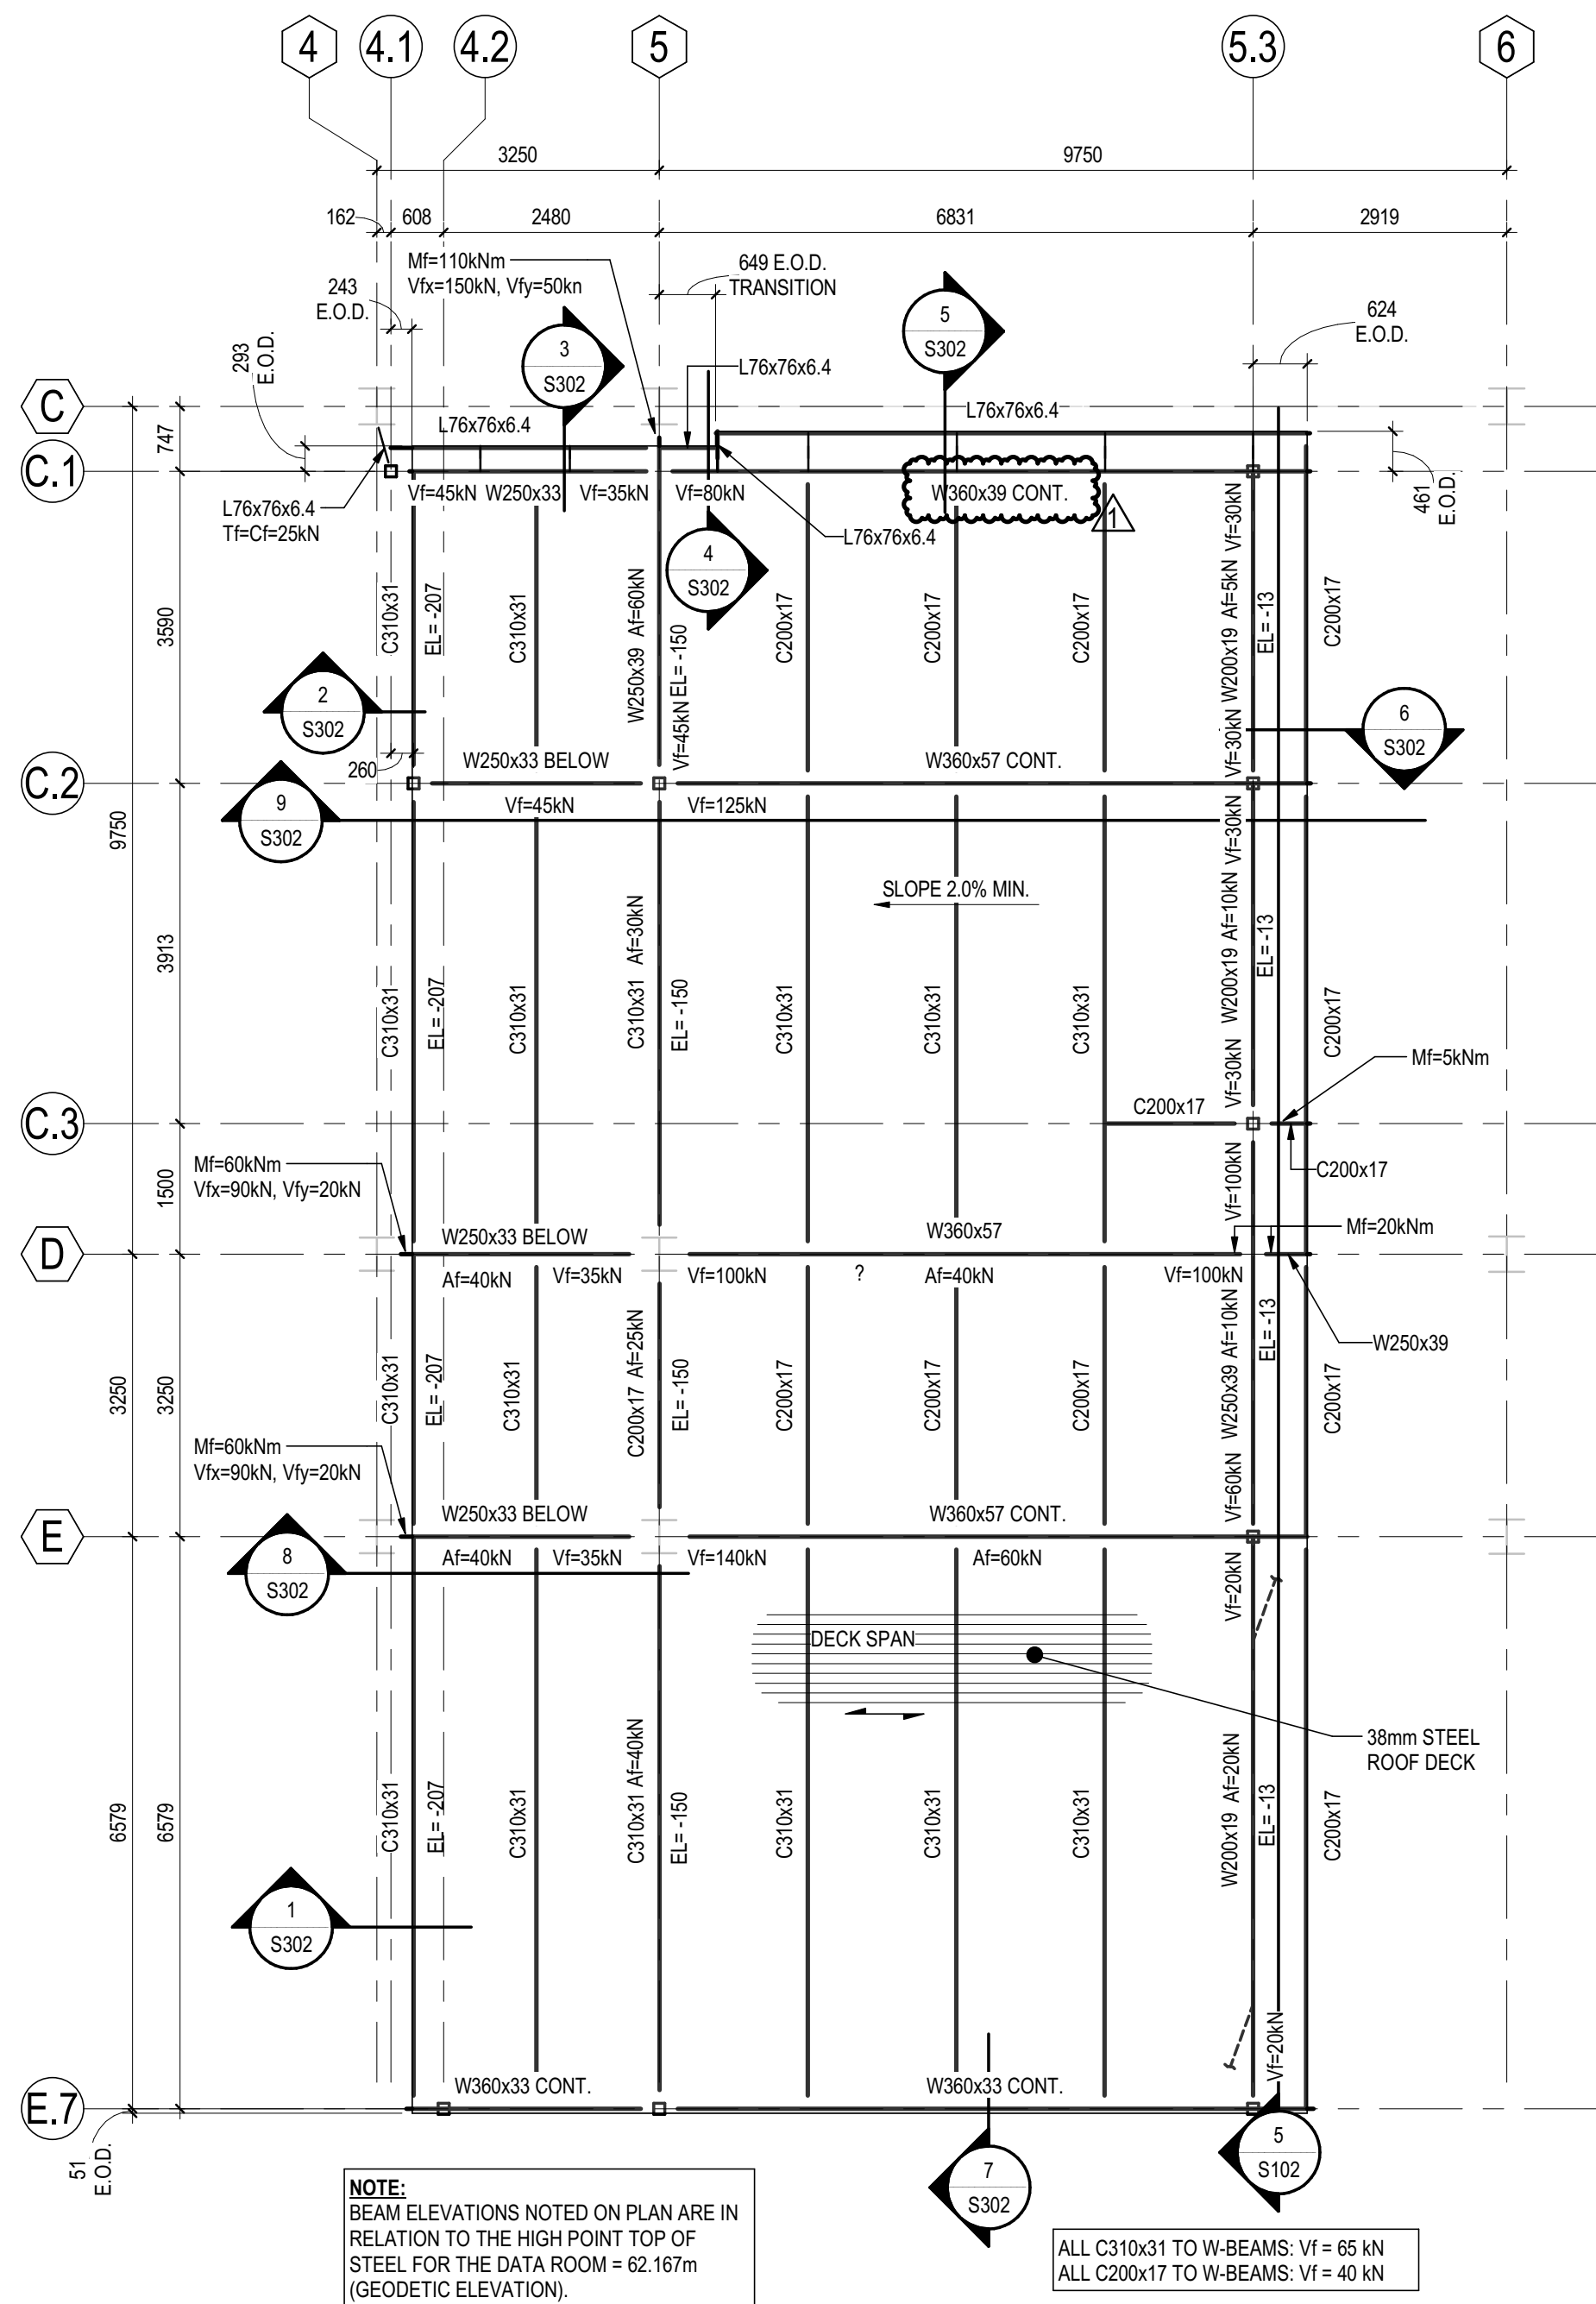 4
4.1
4.2
5
5.3
6
3250
9750
162
608
2480
6831
2919
Mf=110kNm
Vfx=150kN, Vfy=50kn
649 E.O.D.
TRANSITION
243
E.O.D.
624
E.O.D.
5
S302
3
S302
293
E.O.D.
L76x76x6.4
C
L76x76x6.4
L76x76x6.4
747
C.1
461
E.O.D.
L76x76x6.4
Tf=Cf=25kN
Vf=45kN
W250x33
Vf=35kN
Vf=80kN
W360x39 CONT.
1
L76x76x6.4
4
S302
3590
C310x31
EL= -207
C310x31
W250x39 Af=60kN
Vf=45kN EL= -150
C200x17
C200x17
C200x17
Vf=30kN W200x19 Af=5kN Vf=30kN
EL= -13
C200x17
2
S302
6
S302
260
W250x33 BELOW
W360x57 CONT.
C.2
9
S302
Vf=45kN
Vf=125kN
9750
SLOPE 2.0% MIN.
3913
C310x31
EL= -207
C310x31
C310x31 Af=30kN
EL= -150
C310x31
C310x31
C310x31
Vf=30kN W200x19 Af=10kN Vf=30kN
EL= -13
C200x17
Mf=5kNm
C200x17
C.3
C200x17
1500
Mf=60kNm
Vfx=90kN, Vfy=20kN
Vf=100kN
W250x33 BELOW
W360x57
Mf=20kNm
D
Af=40kN
Vf=35kN
Vf=100kN
?
Af=40kN
Vf=100kN
W250x39
3250
3250
C310x31
EL= -207
C310x31
C200x17 Af=25kN
EL= -150
C200x17
C200x17
C200x17
Vf=60kN W250x39 Af=10kN
EL= -13
C200x17
Mf=60kNm
Vfx=90kN, Vfy=20kN
W250x33 BELOW
W360x57 CONT.
E
8
S302
Af=40kN
Vf=35kN
Vf=140kN
Af=60kN
Vf=20kN
DECK SPAN
38mm STEEL
ROOF DECK
6579
6579
C310x31
EL= -207
C310x31
C310x31 Af=40kN
EL= -150
C310x31
C310x31
C310x31
W200x19 Af=20kN
EL= -13
C200x17
1
S302
Vf=20kN
W360x33 CONT.
W360x33 CONT.
E.7
51
E.O.D.
5
S102
7
S302
NOTE:
BEAM ELEVATIONS NOTED ON PLAN ARE IN
RELATION TO THE HIGH POINT TOP OF
STEEL FOR THE DATA ROOM = 62.167m
(GEODETIC ELEVATION).
ALL C310x31 TO W-BEAMS: Vf = 65 kN
ALL C200x17 TO W-BEAMS: Vf = 40 kN